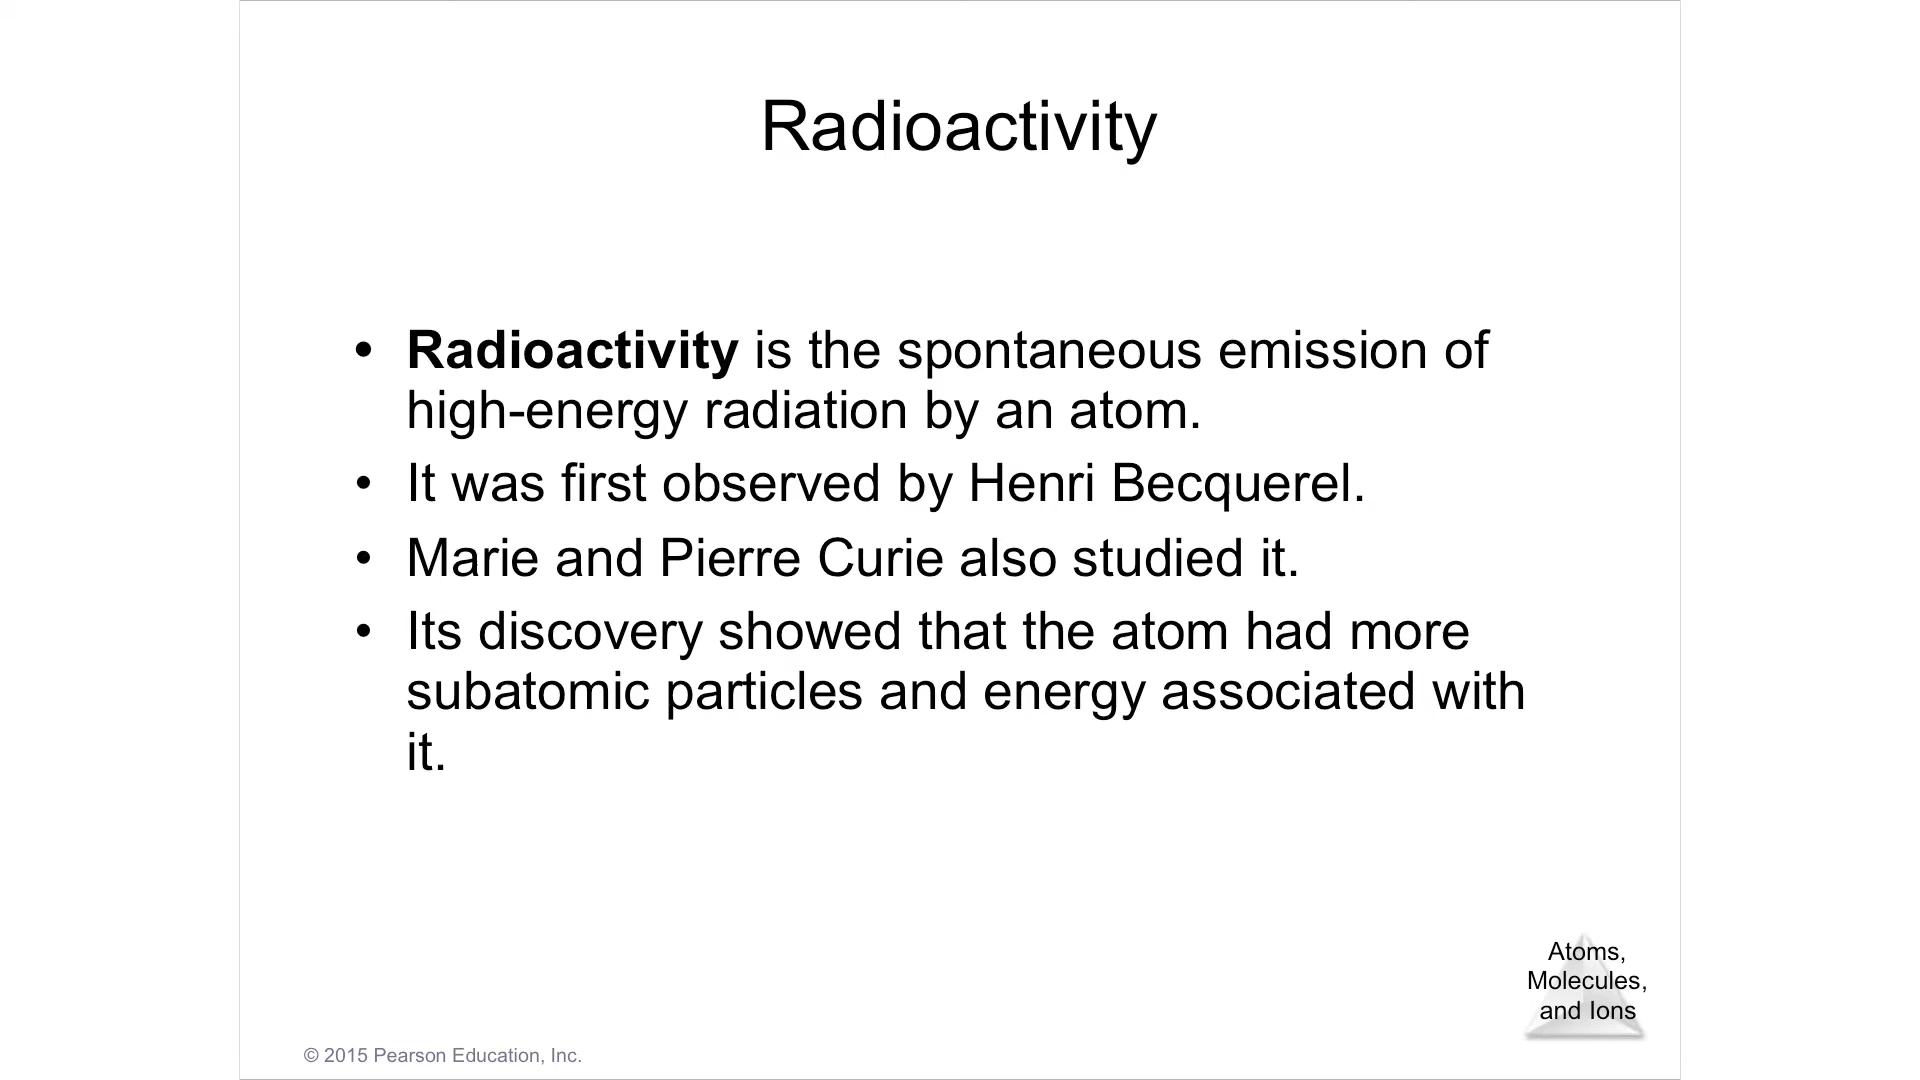 Radioactivity
• Radioactivity is the spontaneous emission of
high-energy radiation by an atom.
• It was first observed by Henri Becquerel.
• Marie and Pierre Curie also studied it.
• Its discovery showed that the atom had more
subatomic particles and energy associated with
it.
Atoms,
Molecules,
and Ions
© 2015 Pearson Education, Inc.